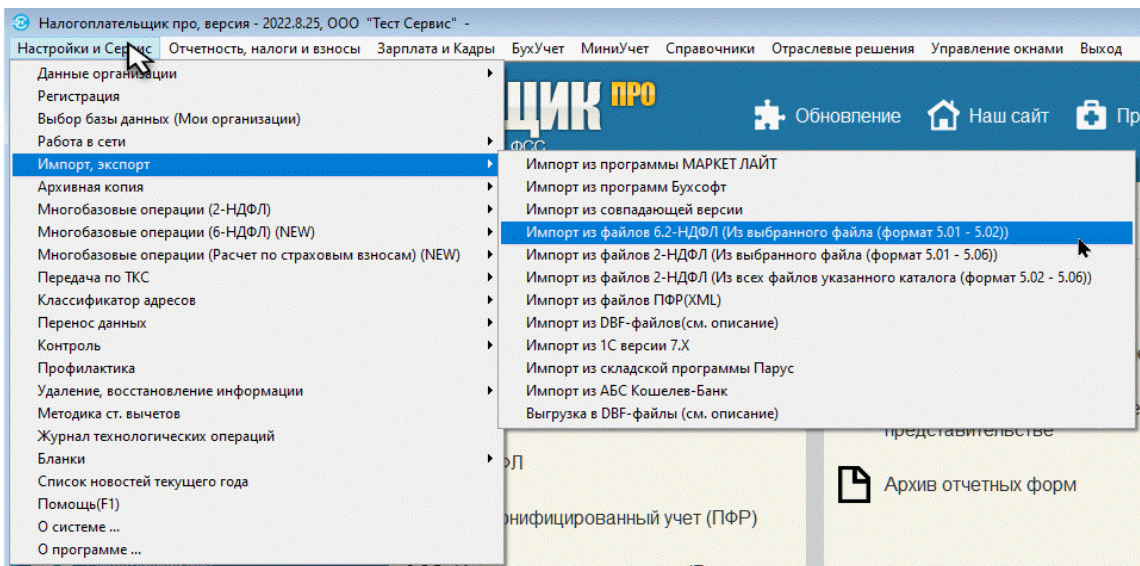 Налогоплательщик про, версия - 2022.8.25, ООО "Тест Сервис" -
Настройки и Сервис Отчетность, налоги и взносы Зарплата и Кадры БухУчет МиниУчет Справочники Отраслевые решения Управление окнами Выход
Данные организации
Регистрация
Выбор базы данных (Мои организации)
Работа в сети
Импорт, экспорт
Архивная копия
Многобазовые операции (2-НДФЛ)
Многобазовые операции (6-НДФЛ) (NEW)
Многобазовые операции (Расчет по страховым взносам) (NEW)
Передача по ТКС
Классификатор адресов
Перенос данных
Контроль
Профилактика
Удаление, восстановление информации
Методика ст. вычетов
Журнал технологических операций
Бланки
Список новостей текущего года
Помощь(F1)
О системе ...
О программе ...
ЩИК ПРО
ФСС
Обновление
Наш сайт
Пр
Импорт из программы МАРКЕТ ЛАЙТ
Импорт из программ Бухсофт
Импорт из совпадающей версии
Импорт из файлов 6.2-НДФЛ (Из выбранного файла (формат 5.01 - 5.02))
Импорт из файлов 2-НДФЛ (Из выбранного файла (формат 5.01 - 5.06))
Импорт из файлов 2-НДФЛ (Из всех файлов указанного каталога (формат 5.02 - 5.06))
Импорт из файлов ПФР(XML)
Импорт из DBF-файлов(см. описание)
Импорт из 1С версии 7.X
Импорт из складской программы Парус
Импорт из АБС Кошелев-Банк
Выгрузка в DBF-файлы (см. описание)
представительстве
ФЛ
Архив отчетных форм
онифицированный учет (ПФР)